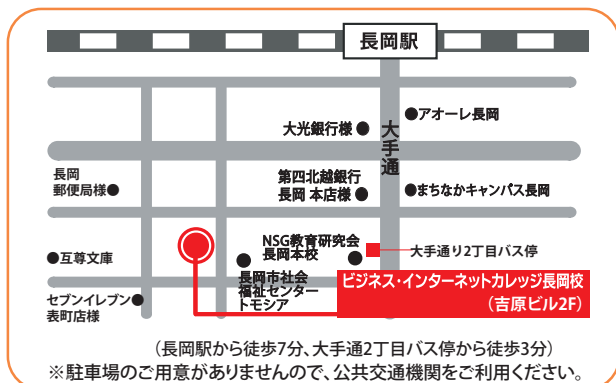 長岡駅
●アオーレ長岡
大光銀行様●
大手通
第四北越銀行
長岡 本店様●
●まちなかキャンパス長岡
長岡
郵便局様●
NSG教育研究会
長岡本校
大手通り2丁目バス停
●互尊文庫
長岡市社会
福祉センター
トモシア
ビジネス・インターネットカレッジ長岡校
(吉原ビル2F)
セブンイレブン●
表町店様
(長岡駅から徒歩7分、大手通2丁目バス停から徒歩3分)
※駐車場のご用意がありませんので、公共交通機関をご利用ください。